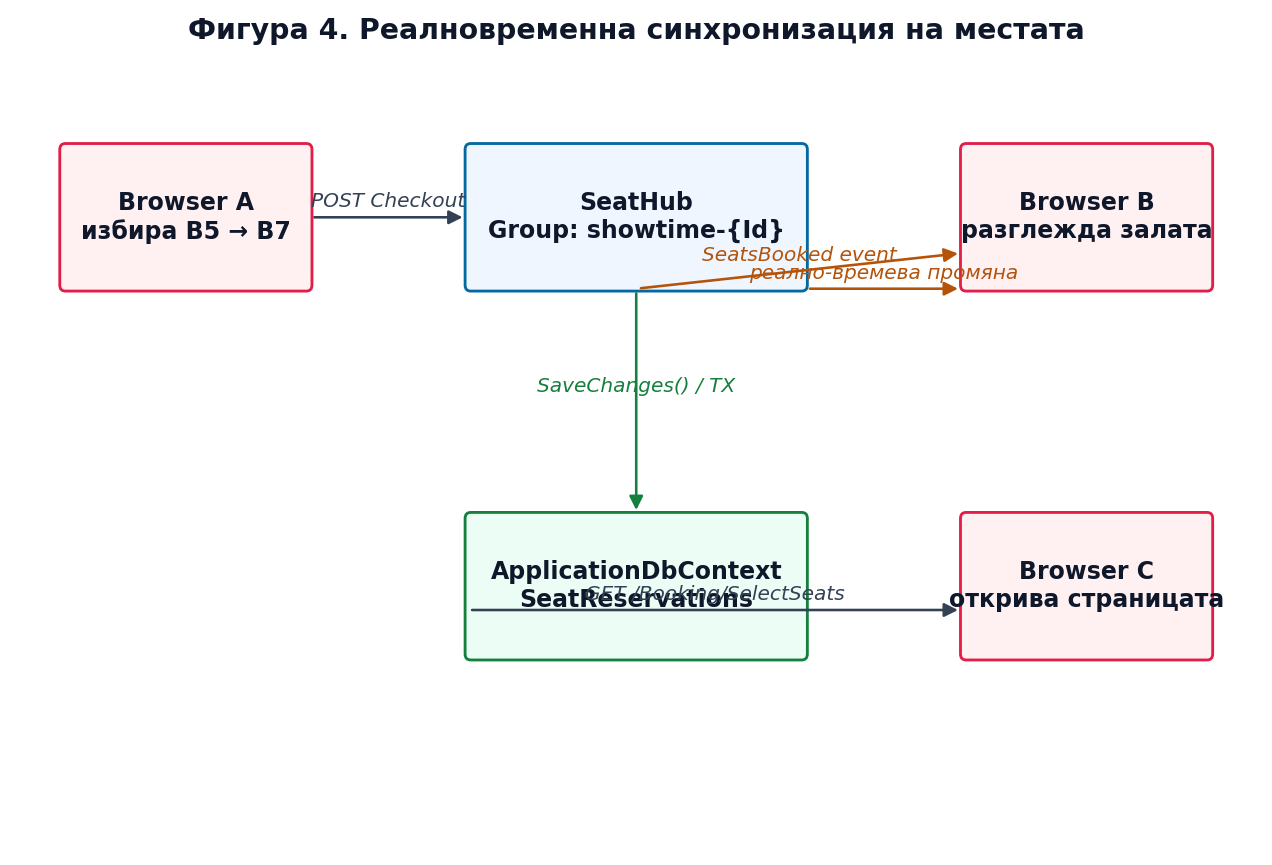 Фигура 4. Реалновременна синхронизация на местата
Browser A
избира B5 → B7
POST Checkout
SeatHub
Group: showtime-{Id}
Browser B
разглежда залата
SeatsBooked event
реално-времева промяна
SaveChanges() / TX
ApplicationDbContext
SeatReservations
GET /Booking/SelectSeats
Browser C
открива страницата